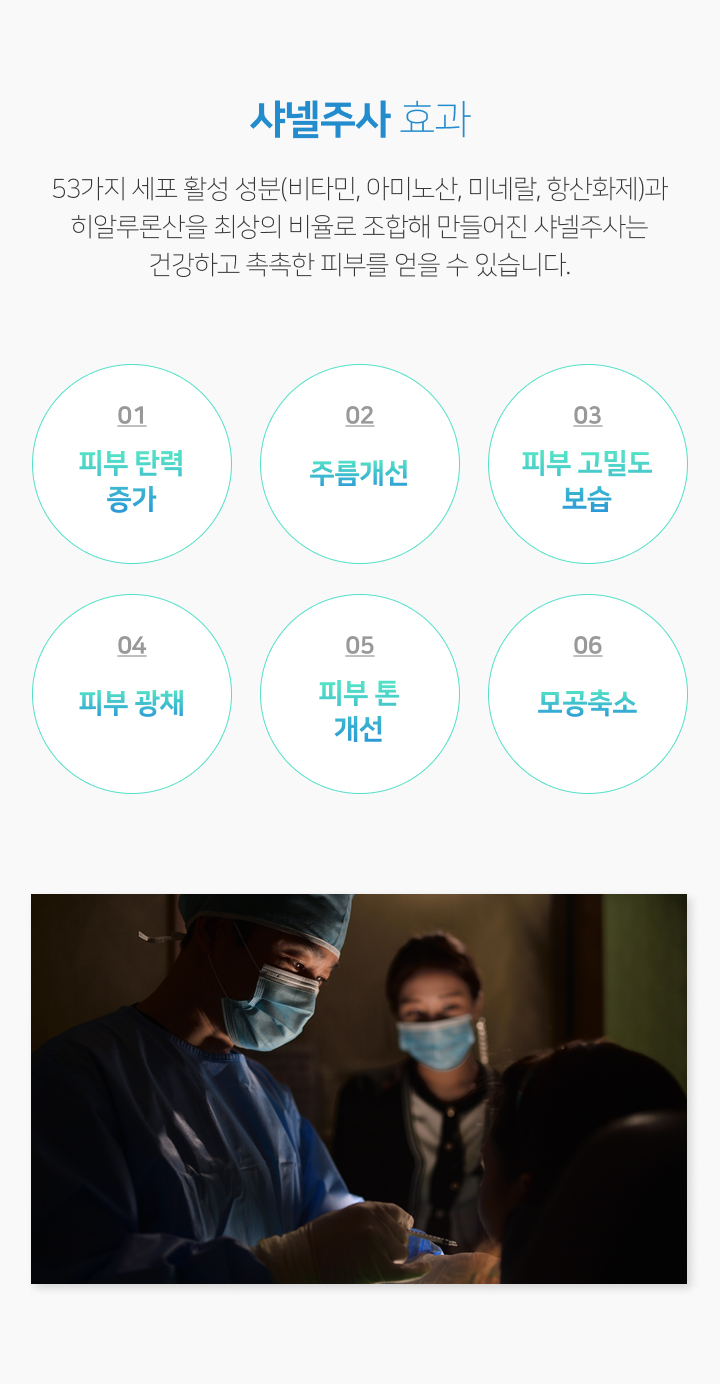 샤넬주사 효과
53가지 세포 활성 성분(비타민, 아미노산, 미네랄, 항산화제)과
히알루론산을 최상의 비율로 조합해 만들어진 샤넬주사는
건강하고 촉촉한 피부를 얻을 수 있습니다.
01
피부 탄력
증가
02
주름개선
03
피부 고밀도
보습
04
피부 광채
05
피부 톤
개선
06
모공축소